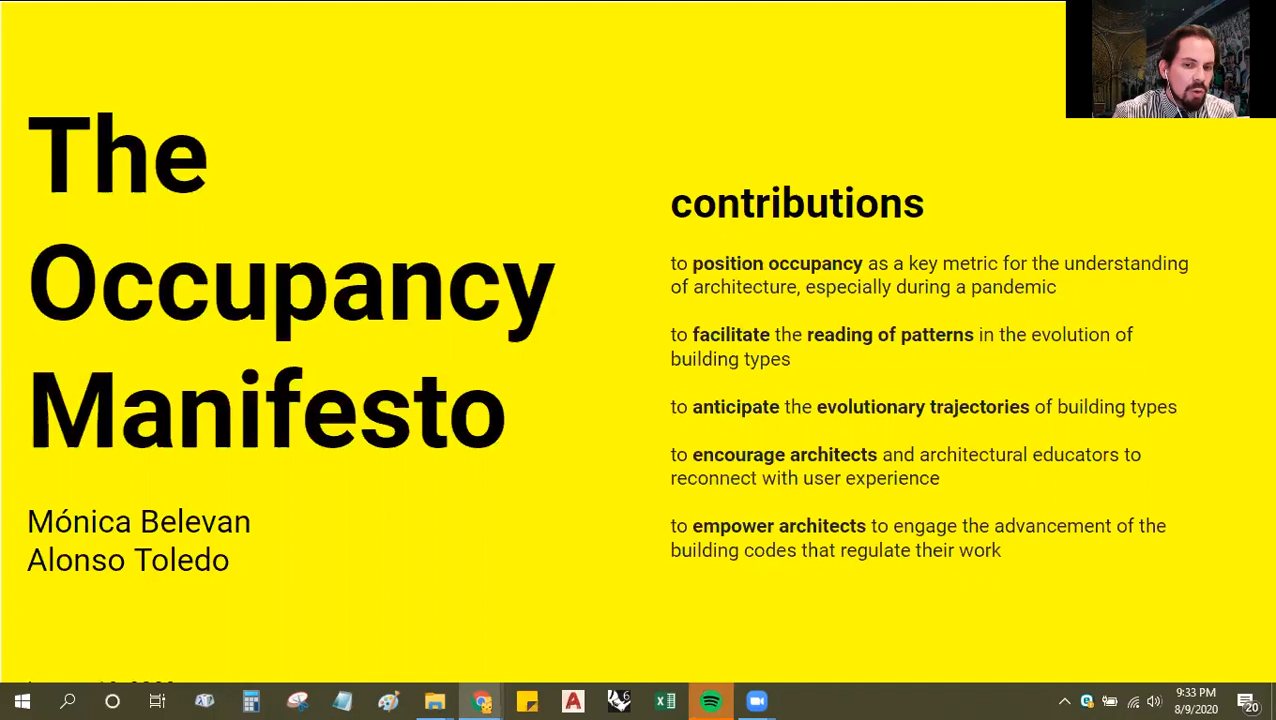 The
Occupancy
Manifesto
Mónica Belevan
Alonso Toledo
contributions
to position occupancy as a key metric for the understanding
of architecture, especially during a pandemic
to facilitate the reading of patterns in the evolution of
building types
to anticipate the evolutionary trajectories of building types
to encourage architects and architectural educators to
reconnect with user experience
to empower architects to engage the advancement of the
building codes that regulate their work
9:33 PM
8/9/2020
20